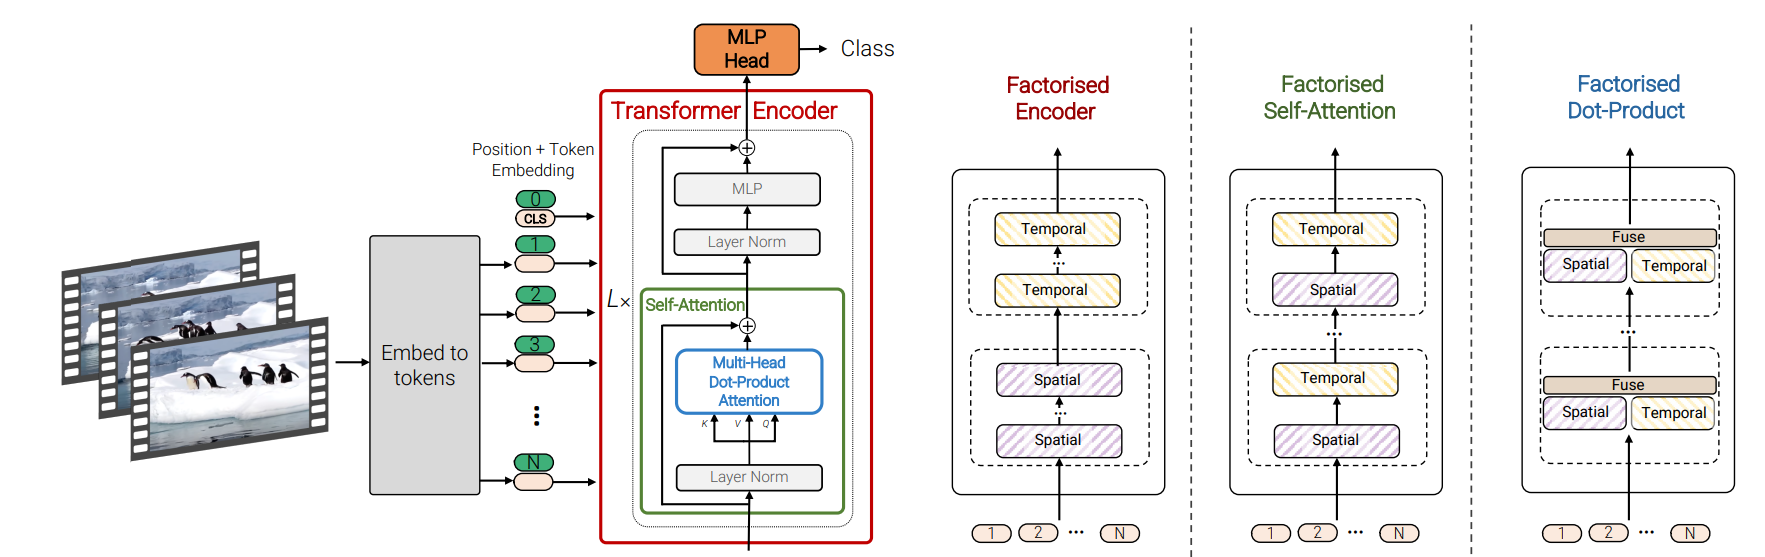 MLP
Head
Class
Transformer Encoder
Position + Token
Embedding
0
CLS
1
2
3
N
Embed to
tokens
L×
MLP
Layer Norm
Self-Attention
Multi-Head
Dot-Product
Attention
K V Q
Layer Norm
Factorised
Encoder
Temporal
...
Temporal
Spatial
...
Spatial
1 2 ... N
Factorised
Self-Attention
Temporal
Spatial
...
Temporal
Spatial
1 2 ... N
Factorised
Dot-Product
Fuse
Spatial Temporal
...
Fuse
Spatial Temporal
1 2 ... N